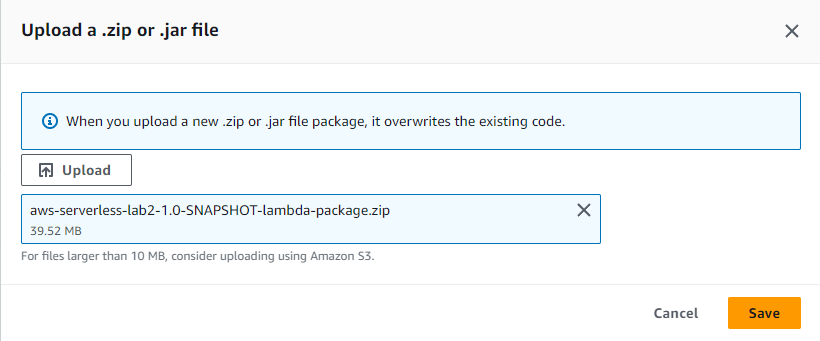 Upload a .zip or .jar file
When you upload a new .zip or .jar file package, it overwrites the existing code.
Upload
aws-serverless-lab2-1.0-SNAPSHOT-lambda-package.zip
39.52 MB
For files larger than 10 MB, consider uploading using Amazon S3.
Cancel Save